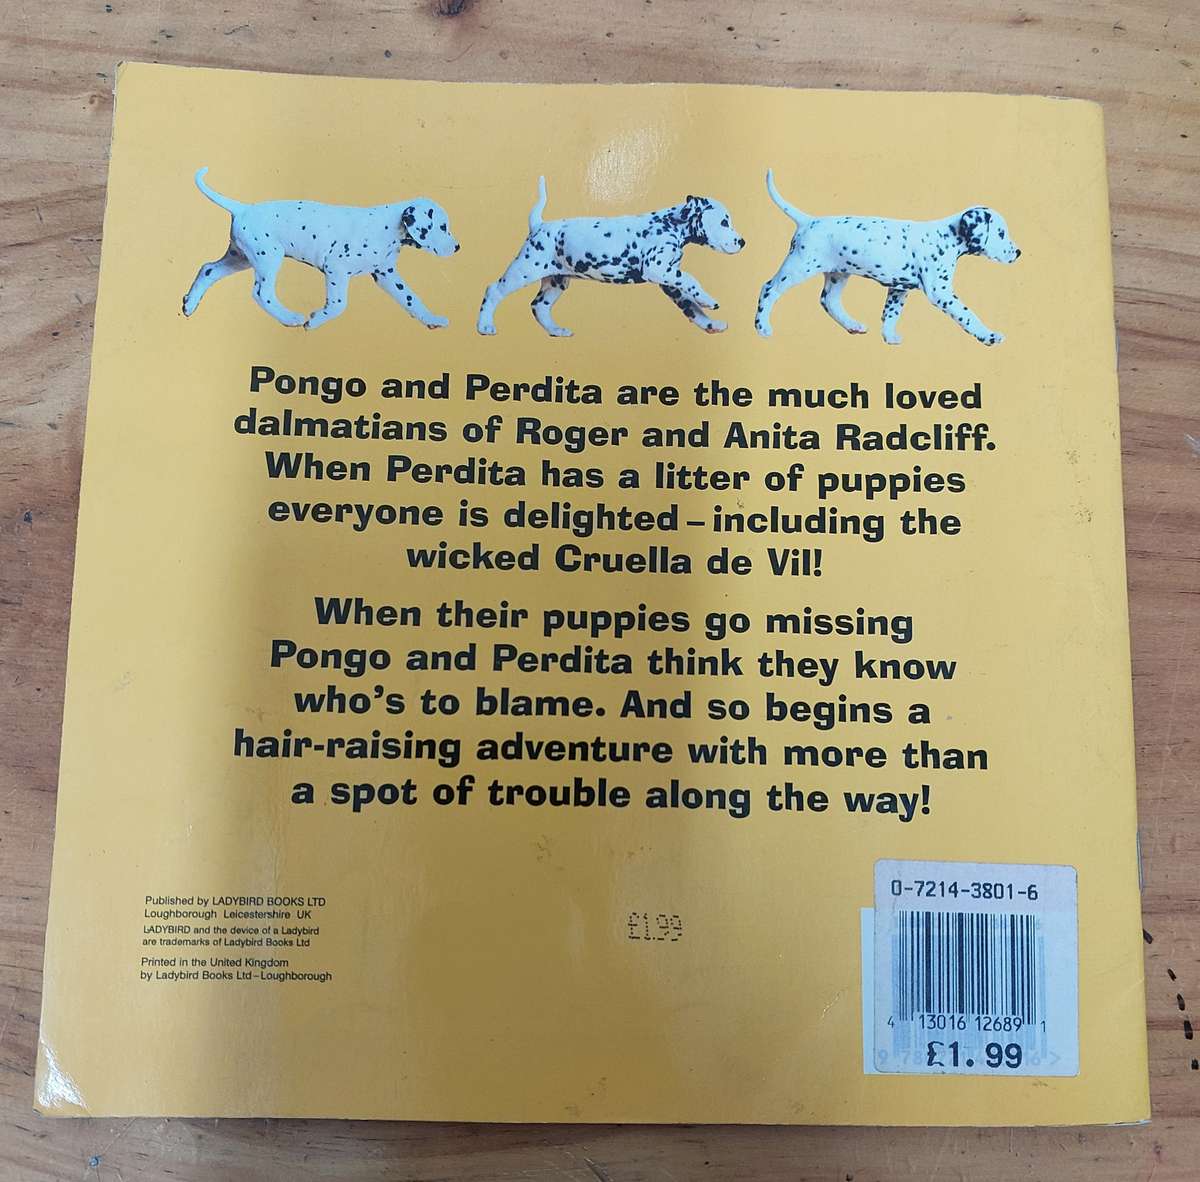 Pongo and Perdita are the much loved
dalmatians of Roger and Anita Radcliff.
When Perdita has a litter of puppies
everyone is delighted – including the
wicked Cruella de Vil!
When their puppies go missing
Pongo and Perdita think they know
who's to blame. And so begins a
hair-raising adventure with more than
a spot of trouble along the way!
Published by LADYBIRD BOOKS LTD
Loughborough Leicestershire UK
LADYBIRD and the device of a Ladybird
are trademarks of Ladybird Books Ltd
Printed in the United Kingdom
by Ladybird Books Ltd – Loughborough
£1.99
0-7214-3801-6
4 13016 12689 1
£1.99